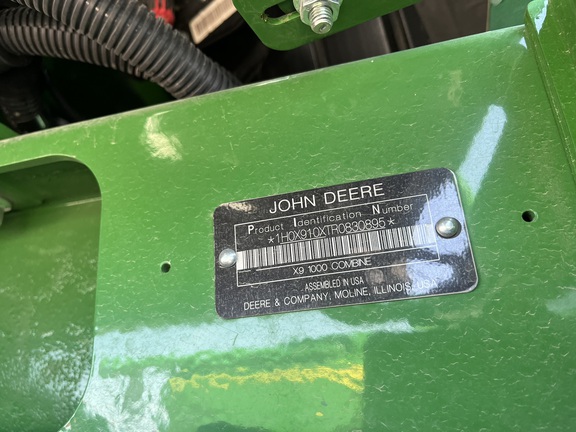 JOHN DEERE
Product Identification Number
*1H0X910XTR0830895*
X9 1000 COMBINE
ASSEMBLED IN USA
DEERE & COMPANY, MOLINE, ILLINOIS, USA